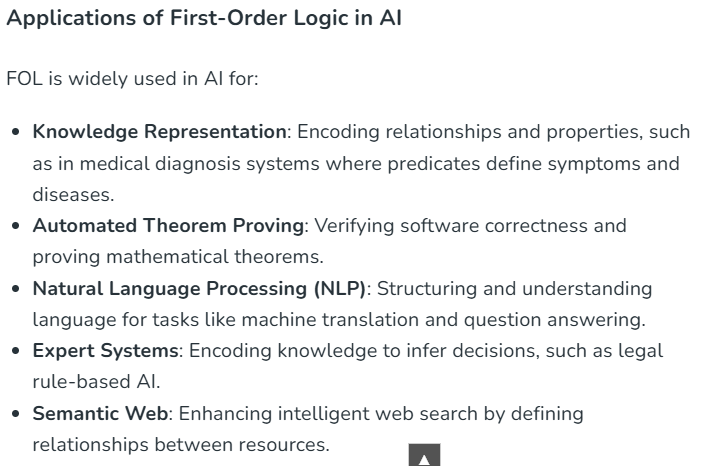 Applications of First-Order Logic in AI
FOL is widely used in AI for:
• Knowledge Representation: Encoding relationships and properties, such
as in medical diagnosis systems where predicates define symptoms and
diseases.
• Automated Theorem Proving: Verifying software correctness and
proving mathematical theorems.
• Natural Language Processing (NLP): Structuring and understanding
language for tasks like machine translation and question answering.
• Expert Systems: Encoding knowledge to infer decisions, such as legal
rule-based AI.
• Semantic Web: Enhancing intelligent web search by defining
relationships between resources.